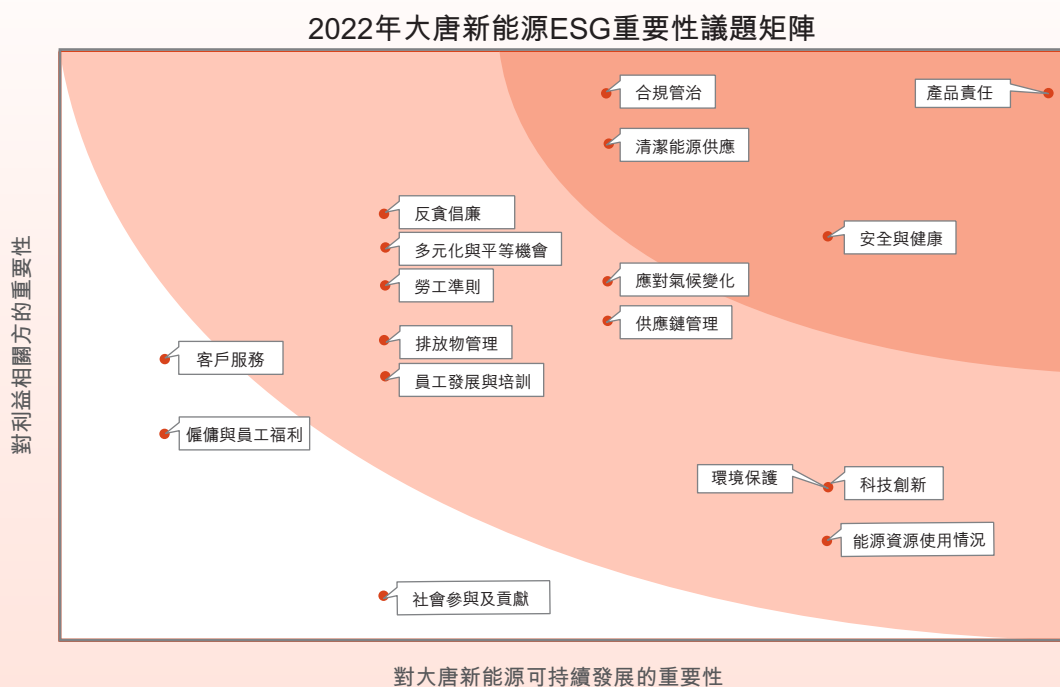 2022年大唐新能源ESG重要性議題矩陣
合規管治
產品責任
清潔能源供應
反貪倡廉
多元化與平等機會
安全與健康
勞工準則
應對氣候變化
供應鏈管理
排放物管理
客戶服務
員工發展與培訓
僱傭與員工福利
環境保護
科技創新
能源資源使用情況
社會參與及貢獻
對利益相關方的重要性
對大唐新能源可持續發展的重要性